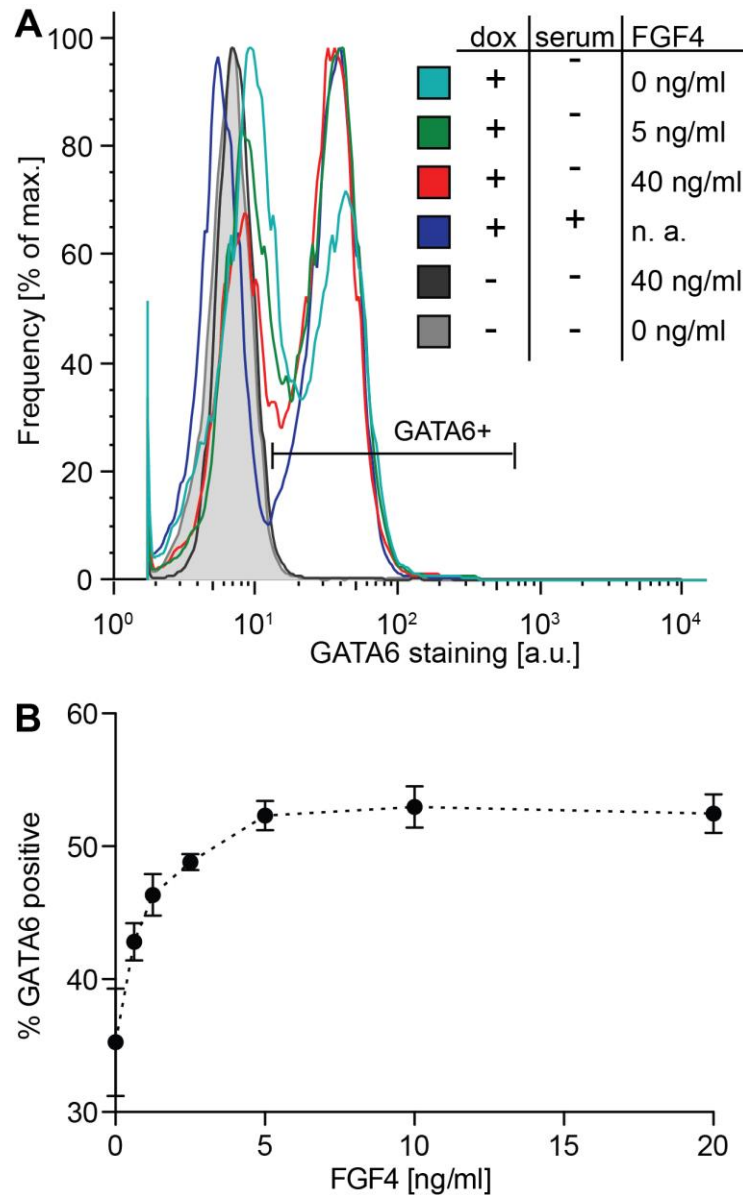 A
dox serum FGF4
+ - 0 ng/ml
+ - 5 ng/ml
+ - 40 ng/ml
+ + n. a.
- - 40 ng/ml
- - 0 ng/ml
GATA6+
100
80
60
40
20
0
Frequency [% of max.]
10⁰ 10¹ 10² 10³ 10⁴
GATA6 staining [a.u.]
B
60
50
40
30
% GATA6 positive
0 5 10 15 20
FGF4 [ng/ml]